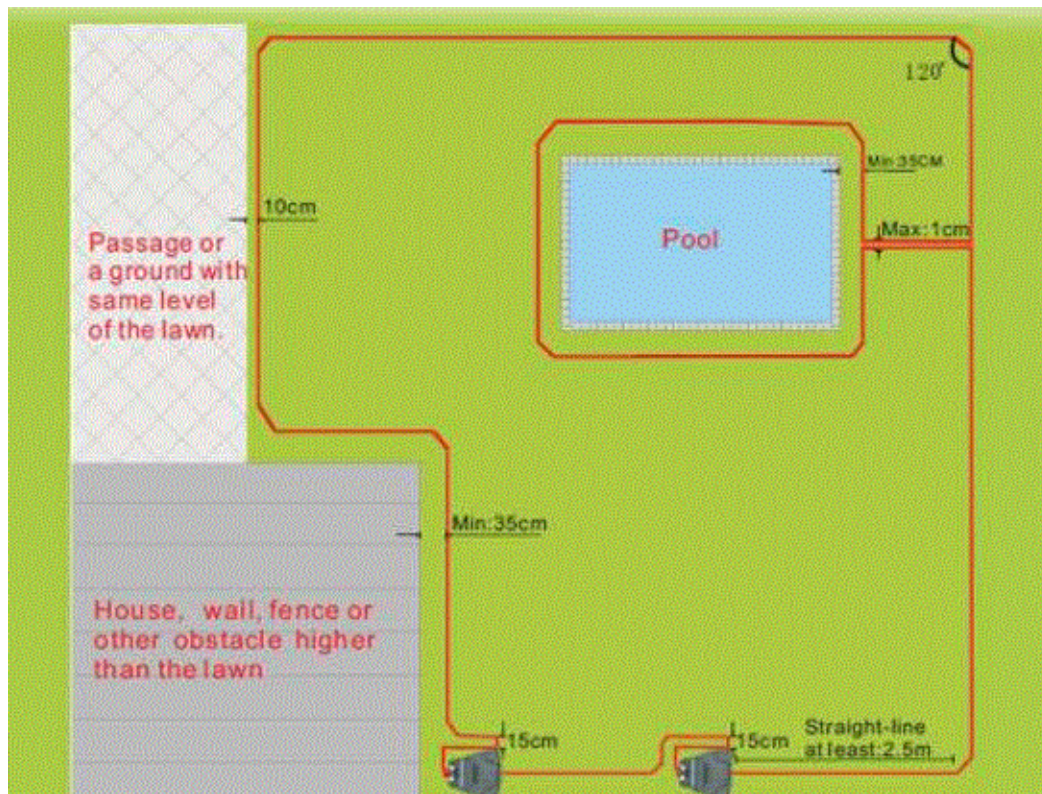 120°
Min:35CM
10cm
Max:1cm
Passage or
a ground with
same level
of the lawn.
Pool
Min:35cm
House, wall, fence or
other obstacle higher
than the lawn
15cm
15cm
Straight-line
at least:2.5m